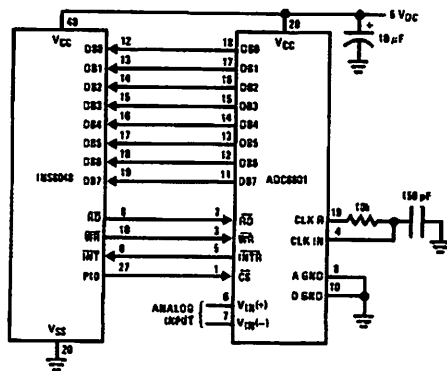 40
VCC
20
VCC
5 VDC
+
10 µF
DB0 12 18 DB0
DB1 13 17 DB1
DB2 14 16 DB2
DB3 15 15 DB3
DB4 16 14 DB4
DB5 17 13 DB5
DB6 18 12 DB6
DB7 19 11 DB7
INS8048
ADC0801
RD 8 2 RD
WR 10 3 WR
INT 6 5 INTR
P10 27 1 CS
CLK R 19 10k 150 pF
CLK IN 4
A GND 8
D GND 10
ANALOG INPUT
6 VIN(+)
7 VIN(−)
VSS
20